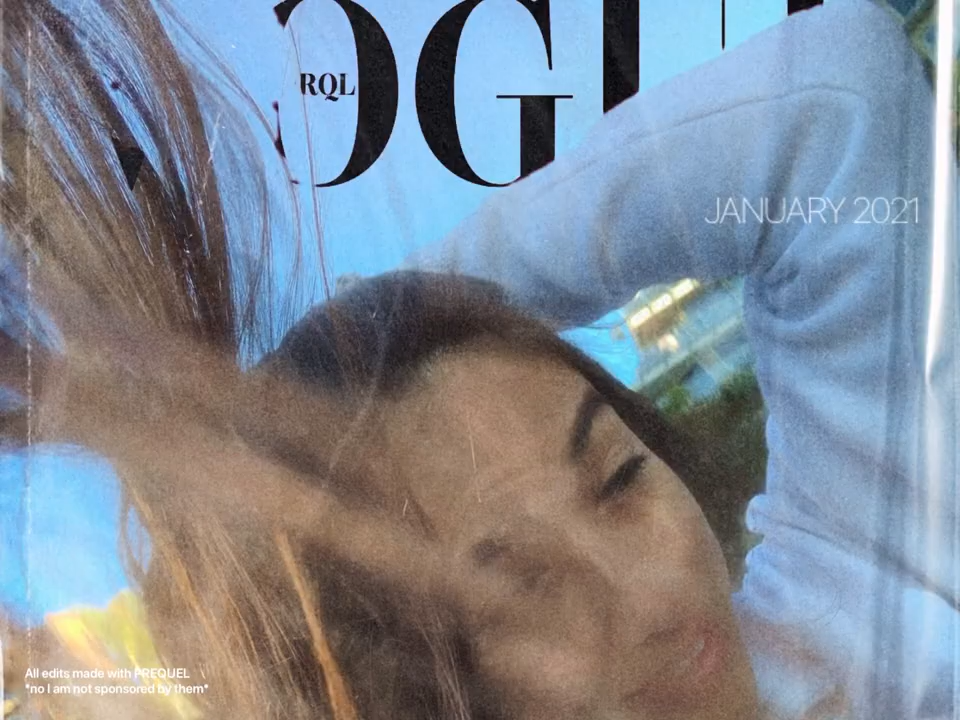 OGU
RQL
JANUARY 2021
All edits made with PREQUEL
*no I am not sponsored by them*